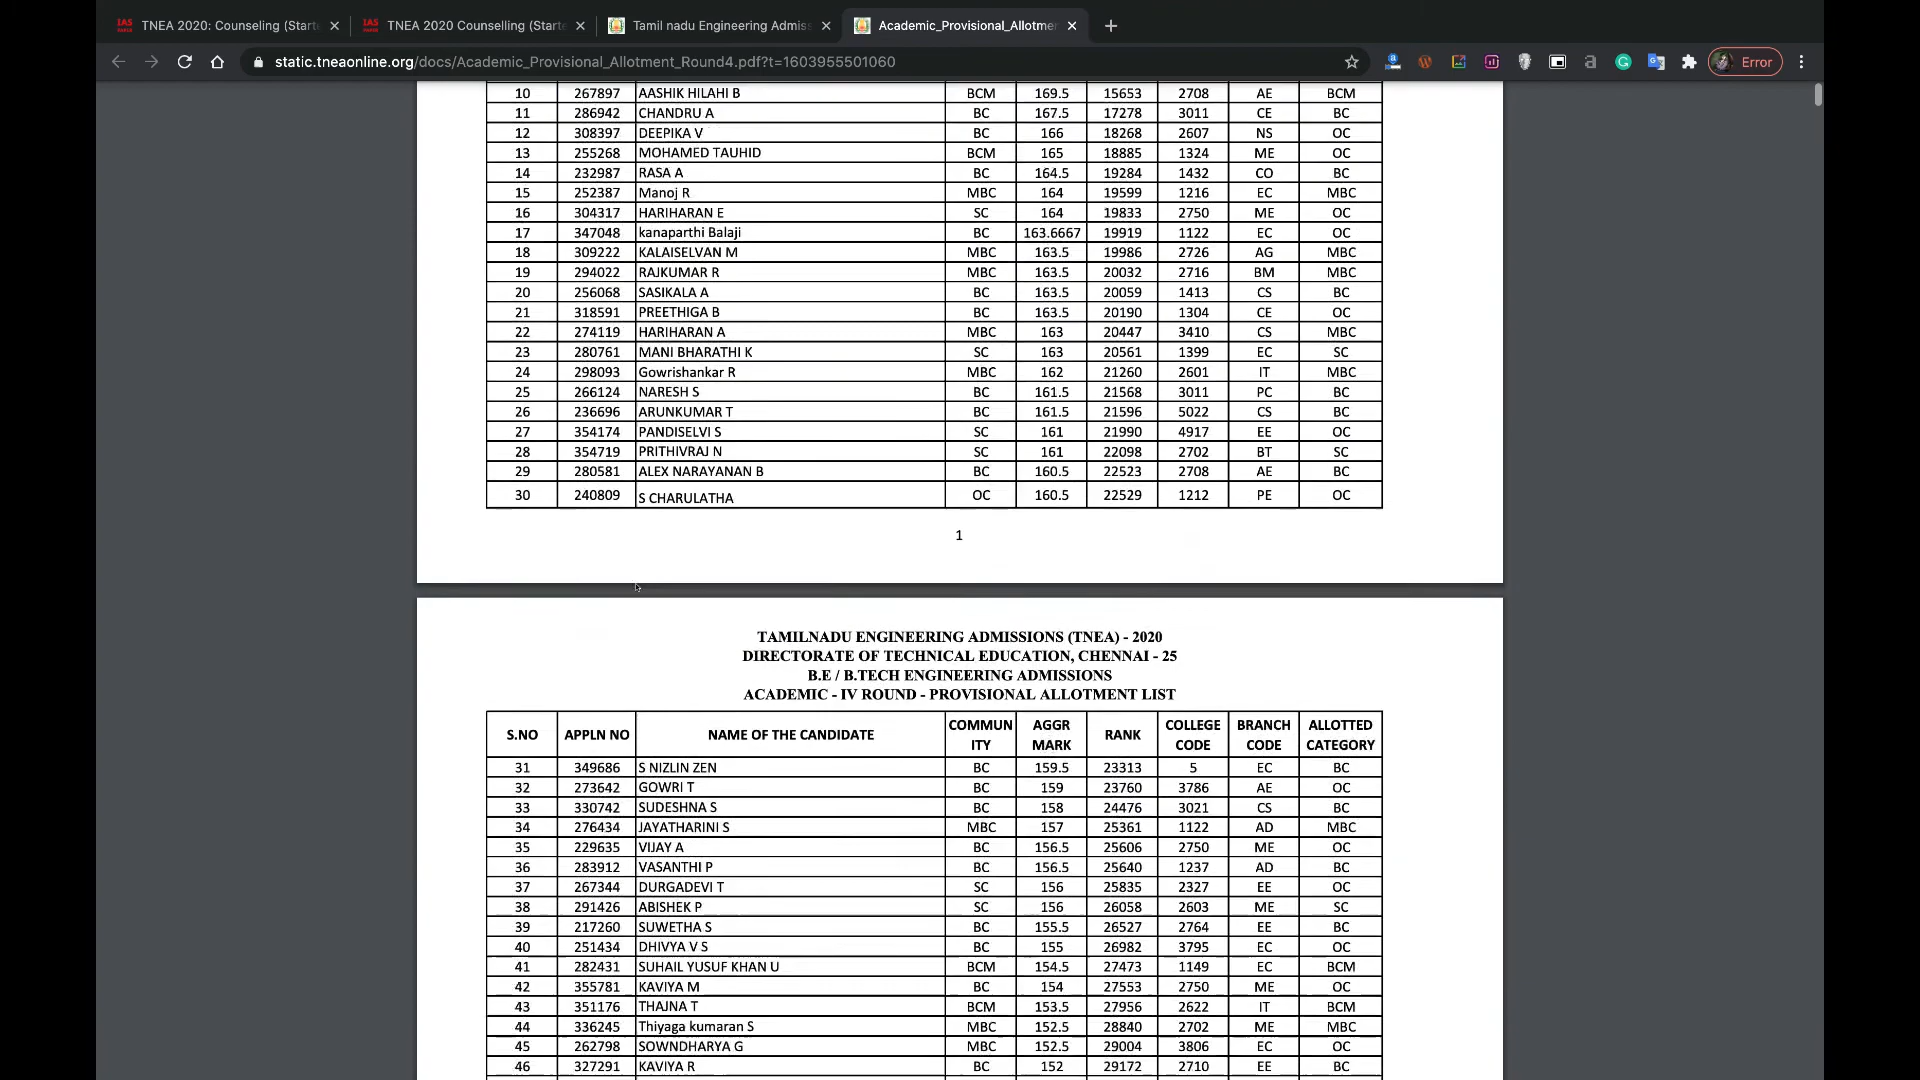 IAS TNEA 2020: Counseling (Start
IAS TNEA 2020 Counselling (Start
Tamil nadu Engineering Admiss
Academic_Provisional_Allotme
static.tneaonline.org/docs/Academic_Provisional_Allotment_Round4.pdf?t=1603955501060 Error
10 267897 AASHIK HILAHI B BCM 169.5 15653 2708 AE BCM
11 286942 CHANDRU A BC 167.5 17278 3011 CE BC
12 308397 DEEPIKA V BC 166 18268 2607 NS OC
13 255268 MOHAMED TAUHID BCM 165 18885 1324 ME OC
14 232987 RASA A BC 164.5 19284 1432 CO BC
15 252387 Manoj R MBC 164 19599 1216 EC MBC
16 304317 HARIHARAN E SC 164 19833 2750 ME OC
17 347048 kanaparthi Balaji BC 163.6667 19919 1122 EC OC
18 309222 KALAISELVAN M MBC 163.5 19986 2726 AG MBC
19 294022 RAJKUMAR R MBC 163.5 20032 2716 BM MBC
20 256068 SASIKALA A BC 163.5 20059 1413 CS BC
21 318591 PREETHIGA B BC 163.5 20190 1304 CE OC
22 274119 HARIHARAN A MBC 163 20447 3410 CS MBC
23 280761 MANI BHARATHI K SC 163 20561 1399 EC SC
24 298093 Gowrishankar R MBC 162 21260 2601 IT MBC
25 266124 NARESH S BC 161.5 21568 3011 PC BC
26 236696 ARUNKUMAR T BC 161.5 21596 5022 CS BC
27 354174 PANDISELVI S SC 161 21990 4917 EE OC
28 354719 PRITHIVRAJ N SC 161 22098 2702 BT SC
29 280581 ALEX NARAYANAN B BC 160.5 22523 2708 AE BC
30 240809 S CHARULATHA OC 160.5 22529 1212 PE OC
1
TAMILNADU ENGINEERING ADMISSIONS (TNEA) - 2020
DIRECTORATE OF TECHNICAL EDUCATION, CHENNAI - 25
B.E / B.TECH ENGINEERING ADMISSIONS
ACADEMIC - IV ROUND - PROVISIONAL ALLOTMENT LIST
S.NO APPLN NO NAME OF THE CANDIDATE COMMUN ITY AGGR MARK RANK COLLEGE CODE BRANCH CODE ALLOTTED CATEGORY
31 349686 S NIZLIN ZEN BC 159.5 23313 5 EC BC
32 273642 GOWRI T BC 159 23760 3786 AE OC
33 330742 SUDESHNA S BC 158 24476 3021 CS BC
34 276434 JAYATHARINI S MBC 157 25361 1122 AD MBC
35 229635 VIJAY A BC 156.5 25606 2750 ME OC
36 283912 VASANTHI P BC 156.5 25640 1237 AD BC
37 267344 DURGADEVI T SC 156 25835 2327 EE OC
38 291426 ABISHEK P SC 156 26058 2603 ME SC
39 217260 SUWETHA S BC 155.5 26527 2764 EE BC
40 251434 DHIVYA V S BC 155 26982 3795 EC OC
41 282431 SUHAIL YUSUF KHAN U BCM 154.5 27473 1149 EC BCM
42 355781 KAVIYA M BC 154 27553 2750 ME OC
43 351176 THAJNA T BCM 153.5 27956 2622 IT BCM
44 336245 Thiyaga kumaran S MBC 152.5 28840 2702 ME MBC
45 262798 SOWNDHARYA G MBC 152.5 29004 3806 EC OC
46 327291 KAVIYA R BC 152 29172 2710 EE BC